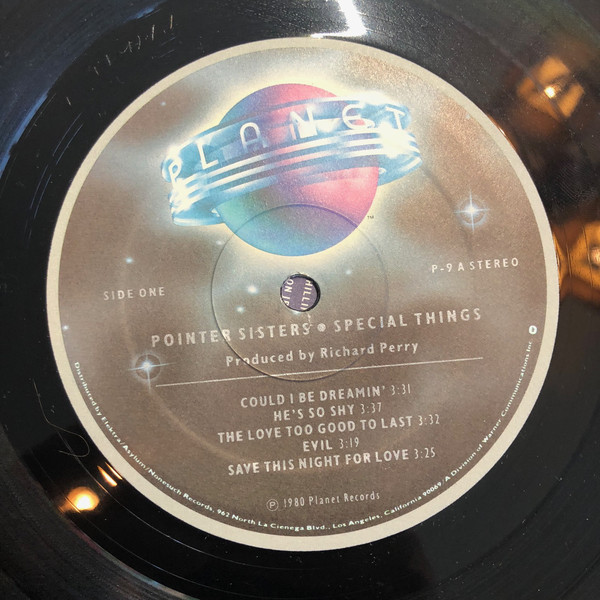 PLANET
™
SIDE ONE
P-9 A STEREO
POINTER SISTERS SPECIAL THINGS
Produced by Richard Perry
COULD I BE DREAMIN' 3:31
HE'S SO SHY 3:37
THE LOVE TOO GOOD TO LAST 3:32
EVIL 3:19
SAVE THIS NIGHT FOR LOVE 3:25
Ⓟ 1980 Planet Records
Distributed by Elektra/Asylum/Nonesuch Records, 962 North La Cienega Blvd., Los Angeles, California 90069 / A Division of Warner Communications Inc.